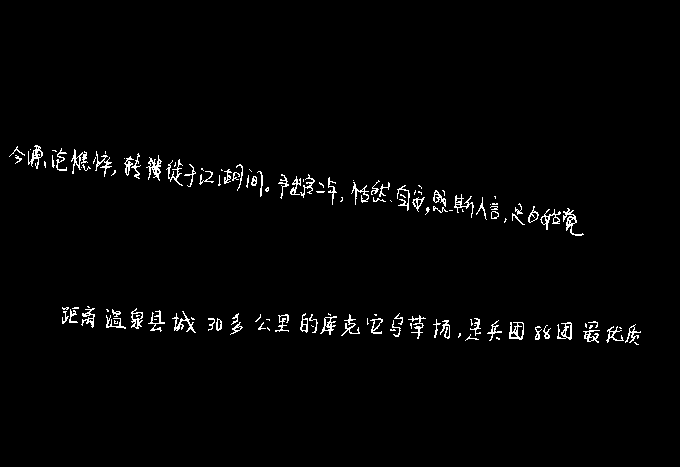 今漂沦憔悴,转徙于江湖间。予出官二年,恬然自安,感斯人言,是夕始觉
距离温泉县城30多公里的库克它乌草场,是兵团88团最优质